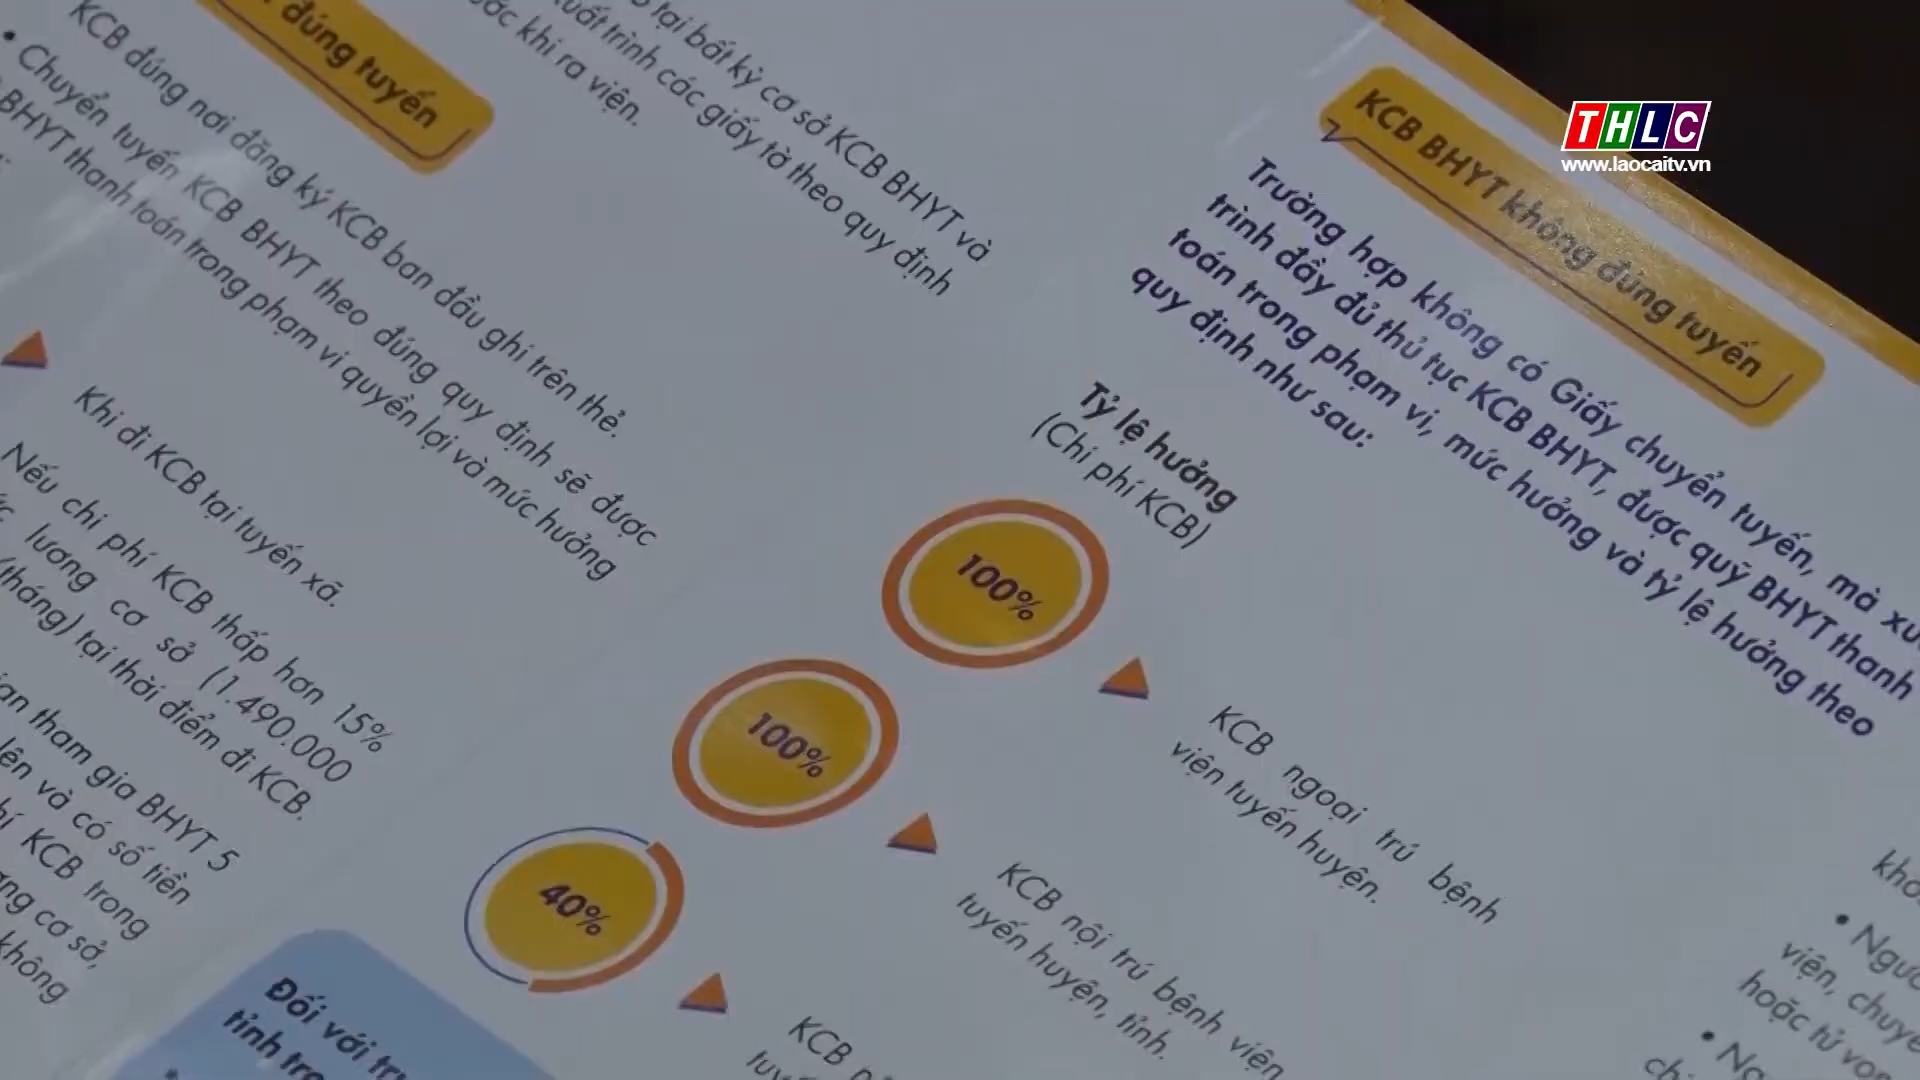 đúng tuyến
KCB đúng nơi đăng ký KCB ban đầu ghi trên thẻ.
• Chuyển tuyến KCB BHYT theo đúng quy định sẽ được
BHYT thanh toán trong phạm vi quyền lợi và mức hưởng
Khi đi KCB tại tuyến xã.
Nếu chi phí KCB thấp hơn 15%
lương cơ sở (1.490.000
(tháng) tại thời điểm đi KCB.
tham gia BHYT 5
lên và có số tiền
KCB trong
cơ sở,
không
tại bất kỳ cơ sở KCB BHYT và
trình các giấy tờ theo quy định
khi ra viện.
Đối với
tỉnh
KCB BHYT không đúng tuyến
Trường hợp không có Giấy chuyển tuyến, mà
trình đầy đủ thủ tục KCB BHYT, được quỹ BHYT thanh
toán trong phạm vi, mức hưởng và tỷ lệ hưởng theo
quy định như sau:
Tỷ lệ hưởng
(Chi phí KCB)
100%
KCB ngoại trú bệnh
viện tuyến huyện.
100%
KCB nội trú bệnh viện
tuyến huyện, tỉnh.
40%
KCB
•
viện,
hoặc tử
•
THLC
www.laocaitv.vn